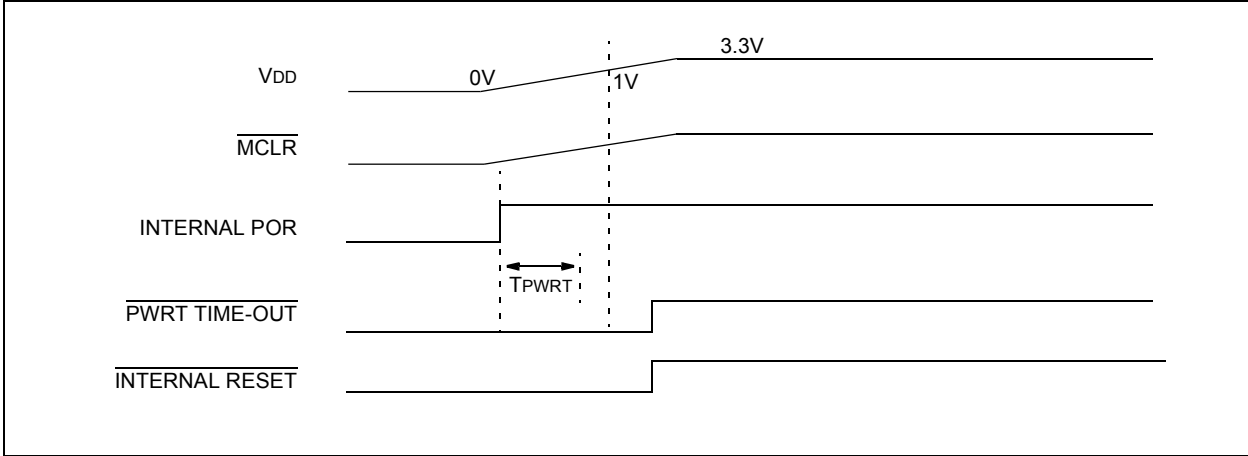 3.3V
VDD
0V
1V
MCLR
INTERNAL POR
TPWRT
PWRT TIME-OUT
INTERNAL RESET